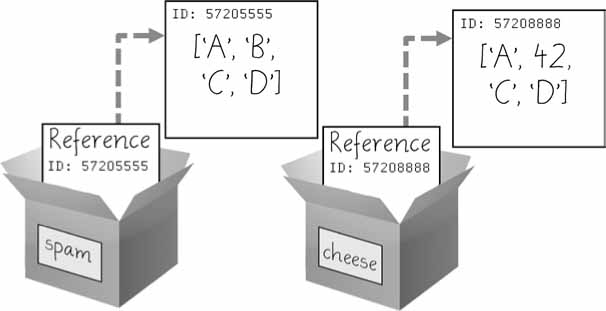 ID: 57205555
['A', 'B',
'C', 'D']
Reference
ID: 57205555
spam
ID: 57208888
['A', 42,
'C', 'D']
Reference
ID: 57208888
cheese